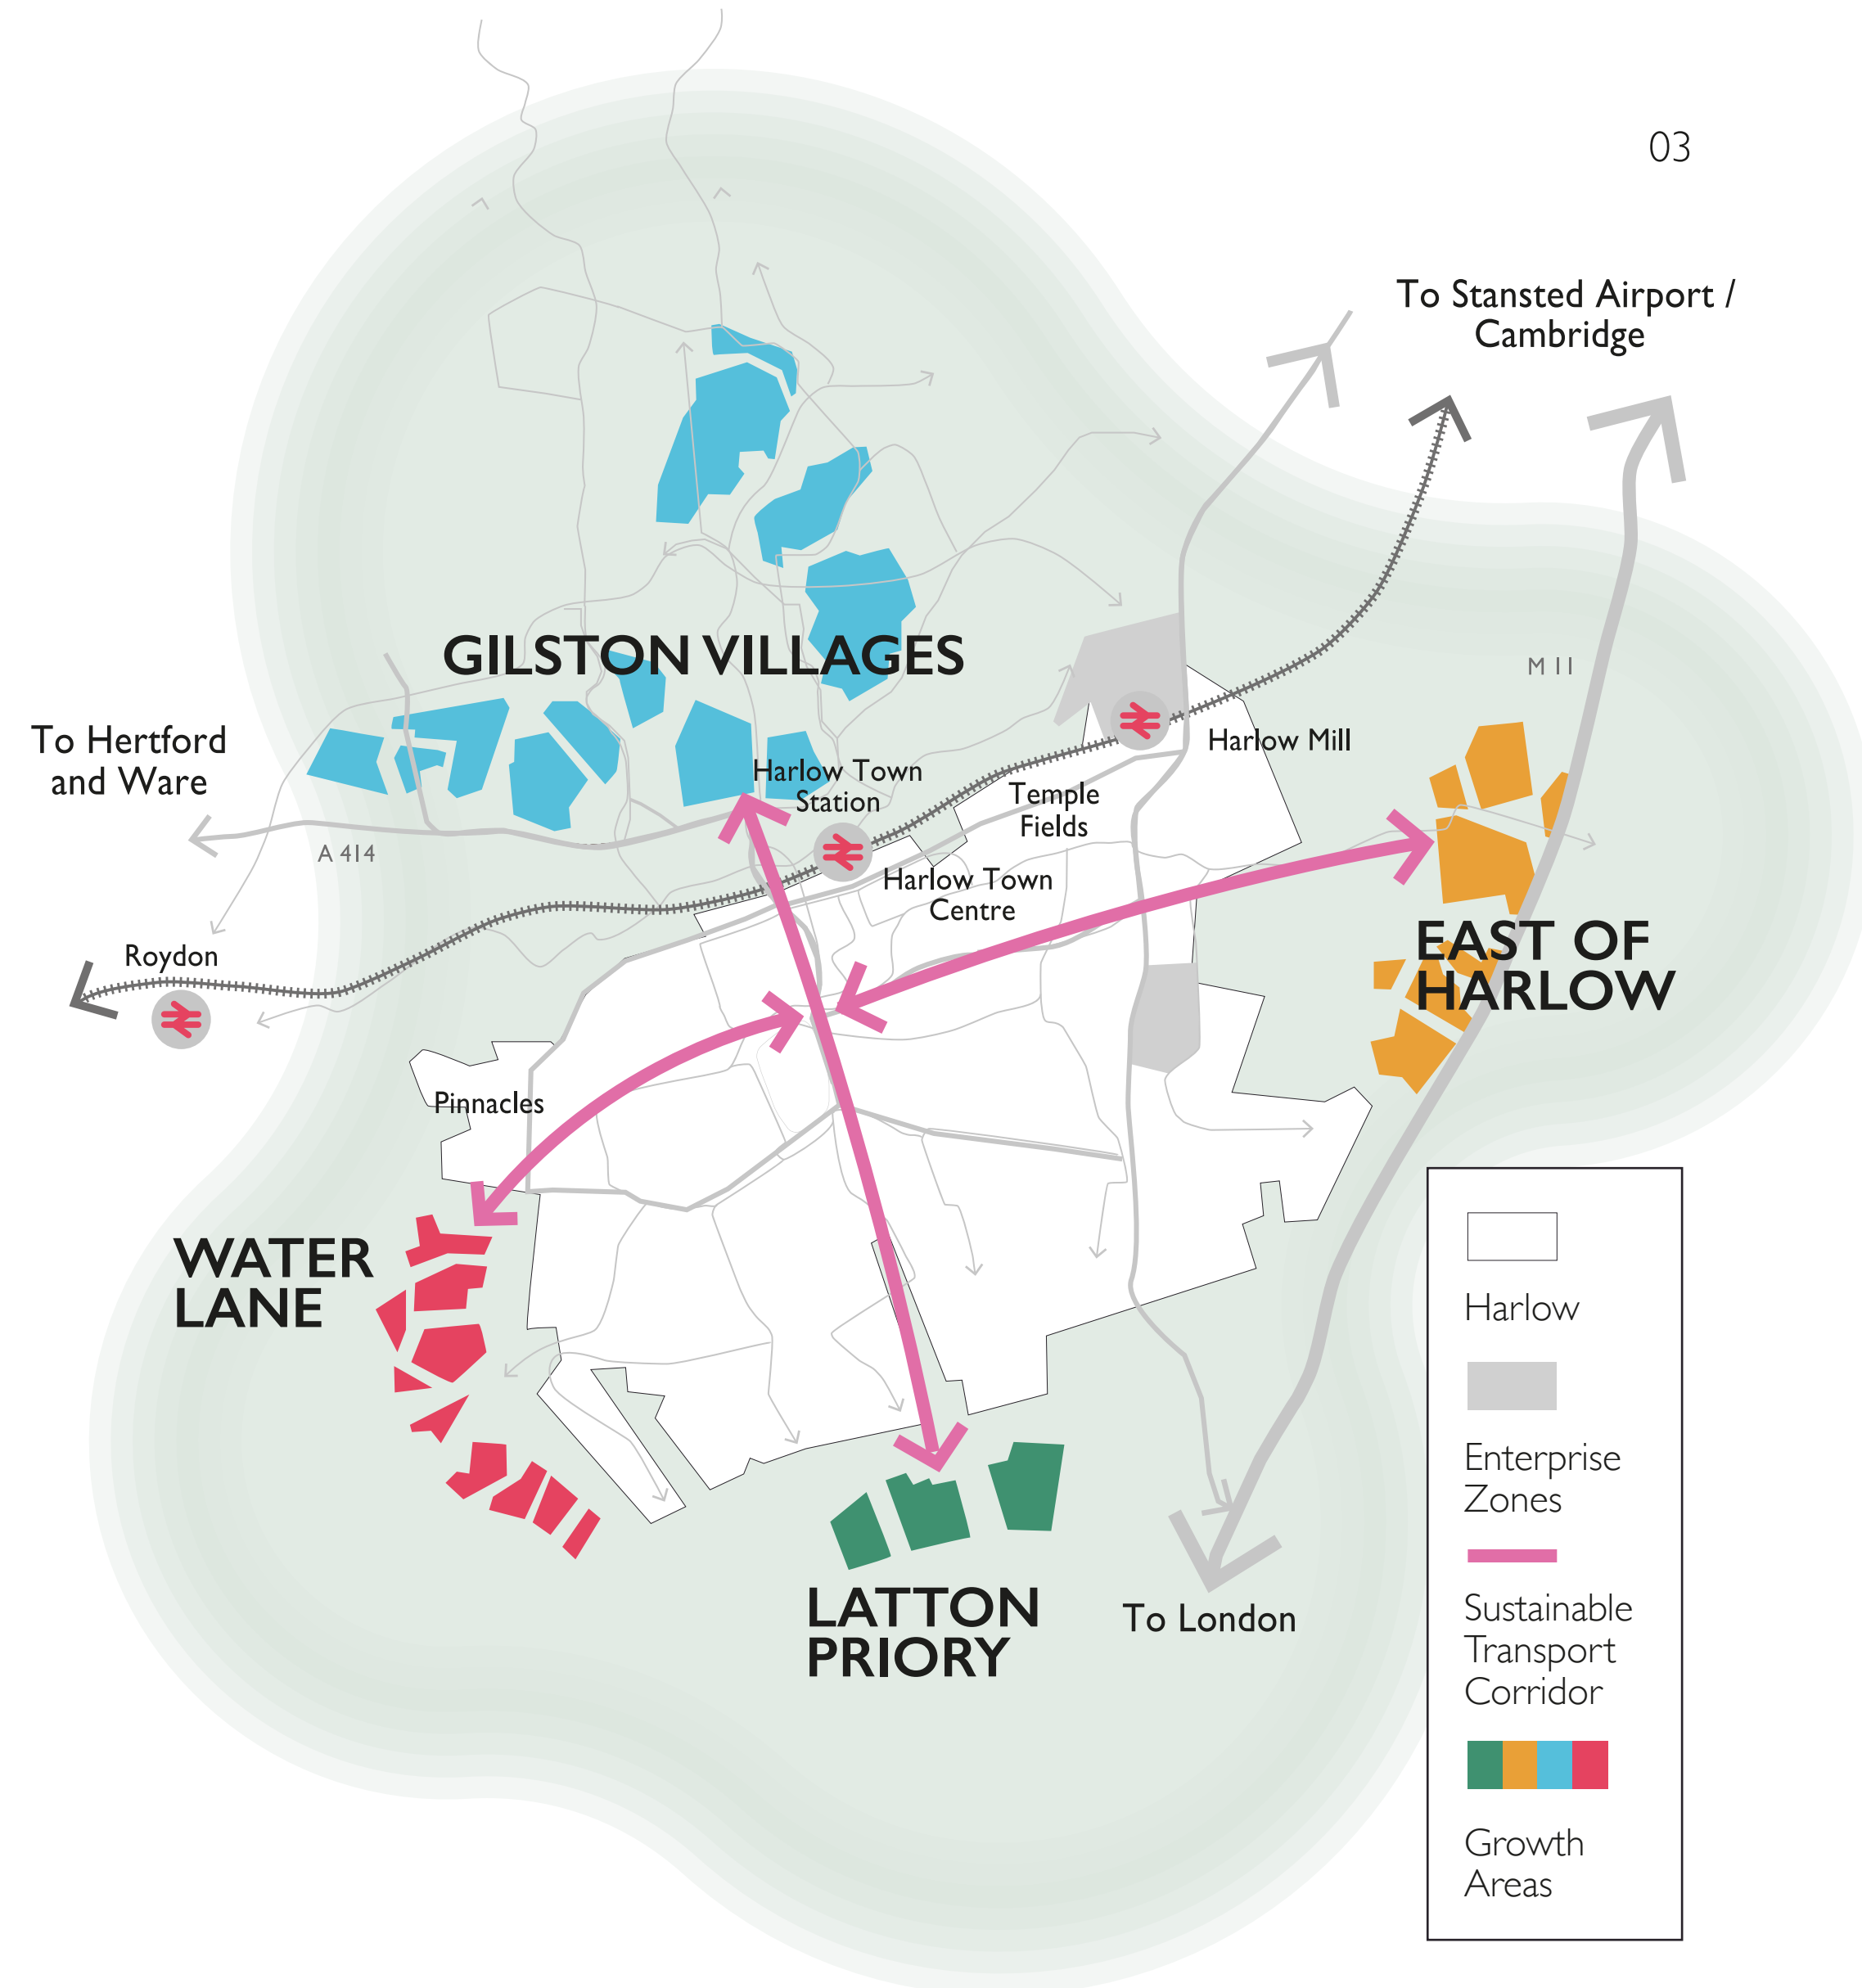 03
To Stansted Airport /
Cambridge
GILSTON VILLAGES
M 11
To Hertford
and Ware
Harlow Mill
Harlow Town
Station
Temple
Fields
A 414
Harlow Town
Centre
EAST OF
HARLOW
Roydon
Pinnacles
WATER
LANE
LATTON
PRIORY
To London
Harlow
Enterprise
Zones
Sustainable
Transport
Corridor
Growth
Areas